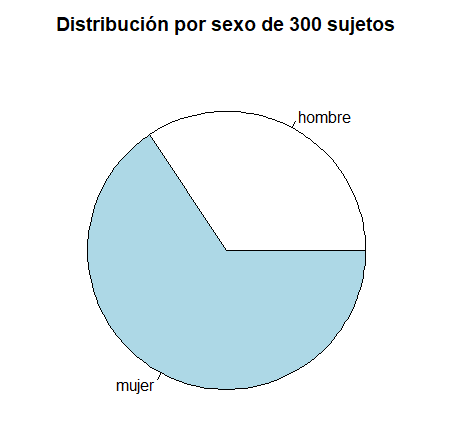 Distribución por sexo de 300 sujetos
hombre
mujer